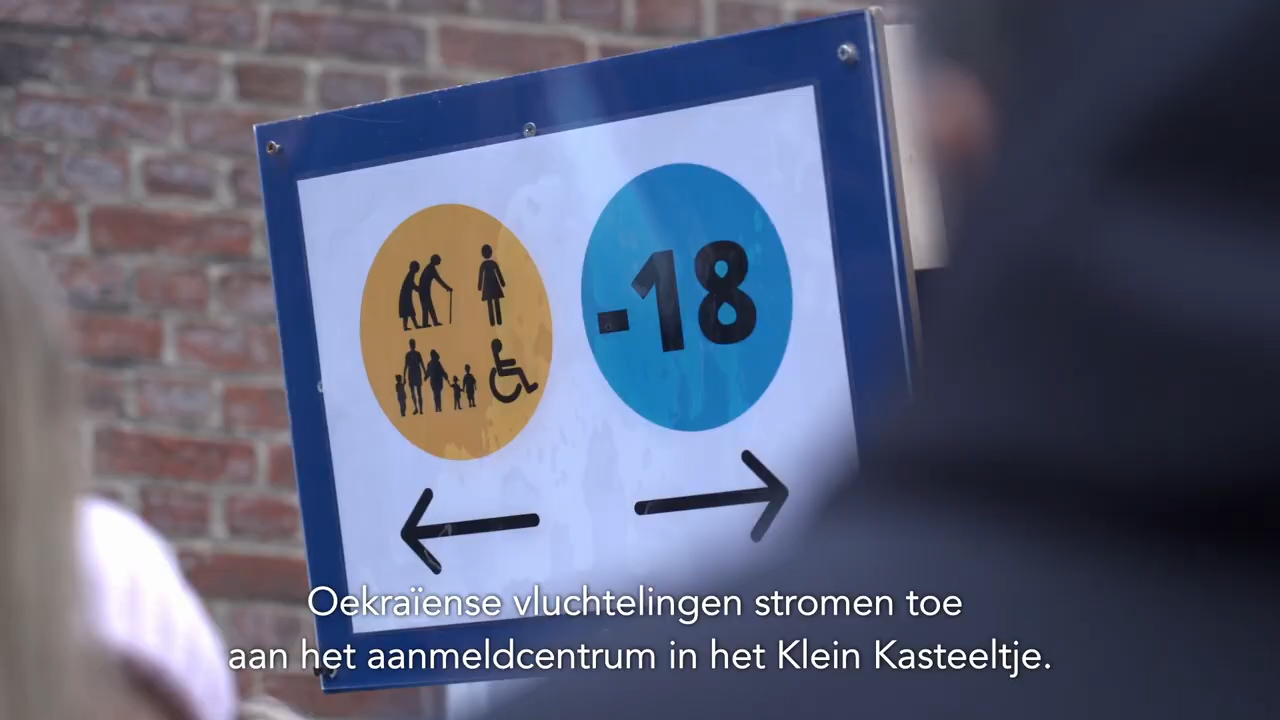 -18
Oekraïense vluchtelingen stromen toe
aan het aanmeldcentrum in het Klein Kasteeltje.